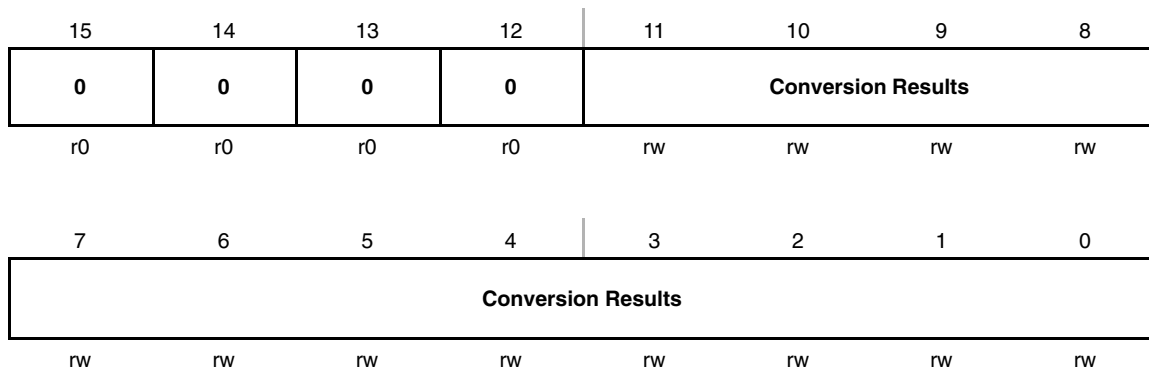 15 14 13 12 11 10 9 8
0 0 0 0 Conversion Results
r0 r0 r0 r0 rw rw rw rw
7 6 5 4 3 2 1 0
Conversion Results
rw rw rw rw rw rw rw rw